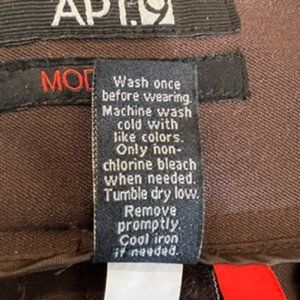 APT.9
MOD
Wash once
before wearing.
Machine wash
cold with
like colors.
Only non-
chlorine bleach
when needed.
Tumble dry low.
Remove
promptly.
Cool iron
if needed.